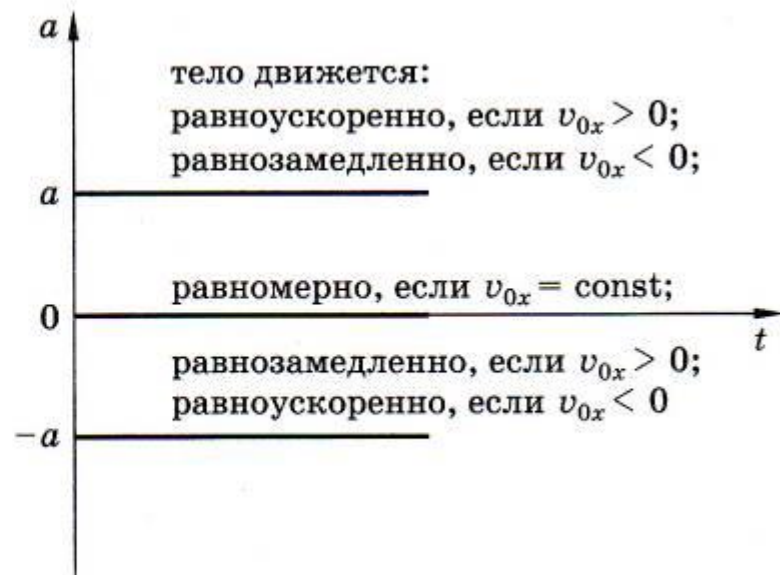 a
тело движется:
равноускоренно, если v₀ₓ > 0;
равнозамедленно, если v₀ₓ < 0;
a
равномерно, если v₀ₓ = const;
0
t
равнозамедленно, если v₀ₓ > 0;
равноускоренно, если v₀ₓ < 0
−a